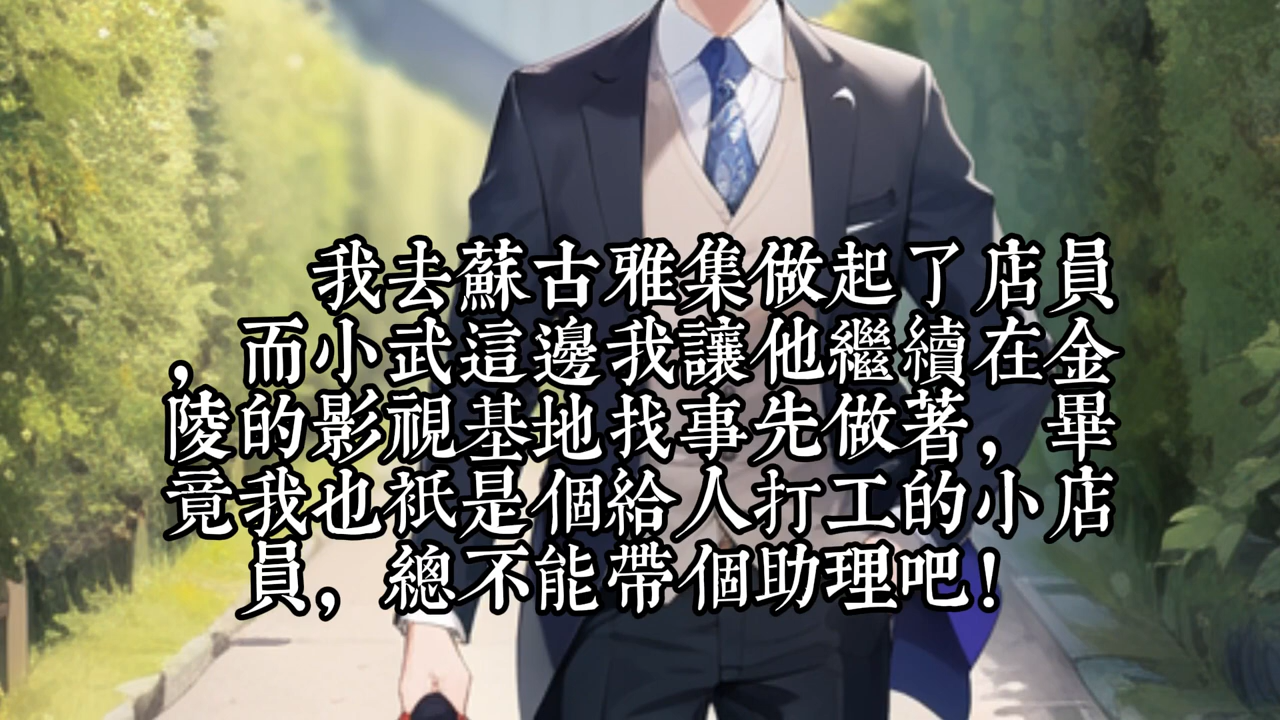 我去蘇古雅集做起了店員
，而小武這邊我讓他繼續在金
陵的影視基地找事先做著，畢
竟我也衹是個給人打工的小店
員，總不能帶個助理吧！